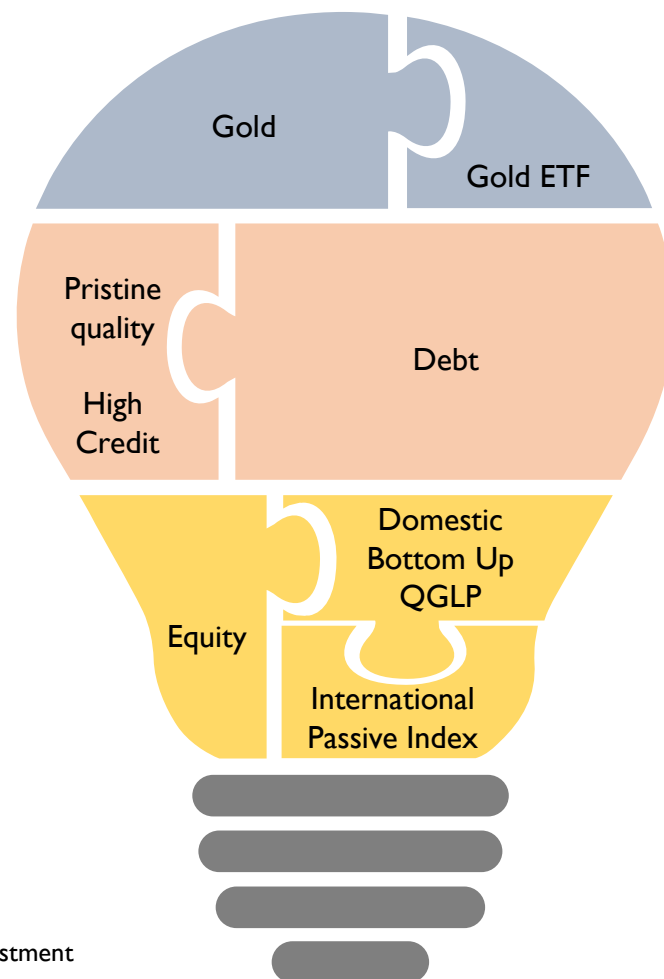 Gold
Gold ETF
Pristine
quality
High
Credit
Debt
Domestic
Bottom Up
QGLP
Equity
International
Passive Index